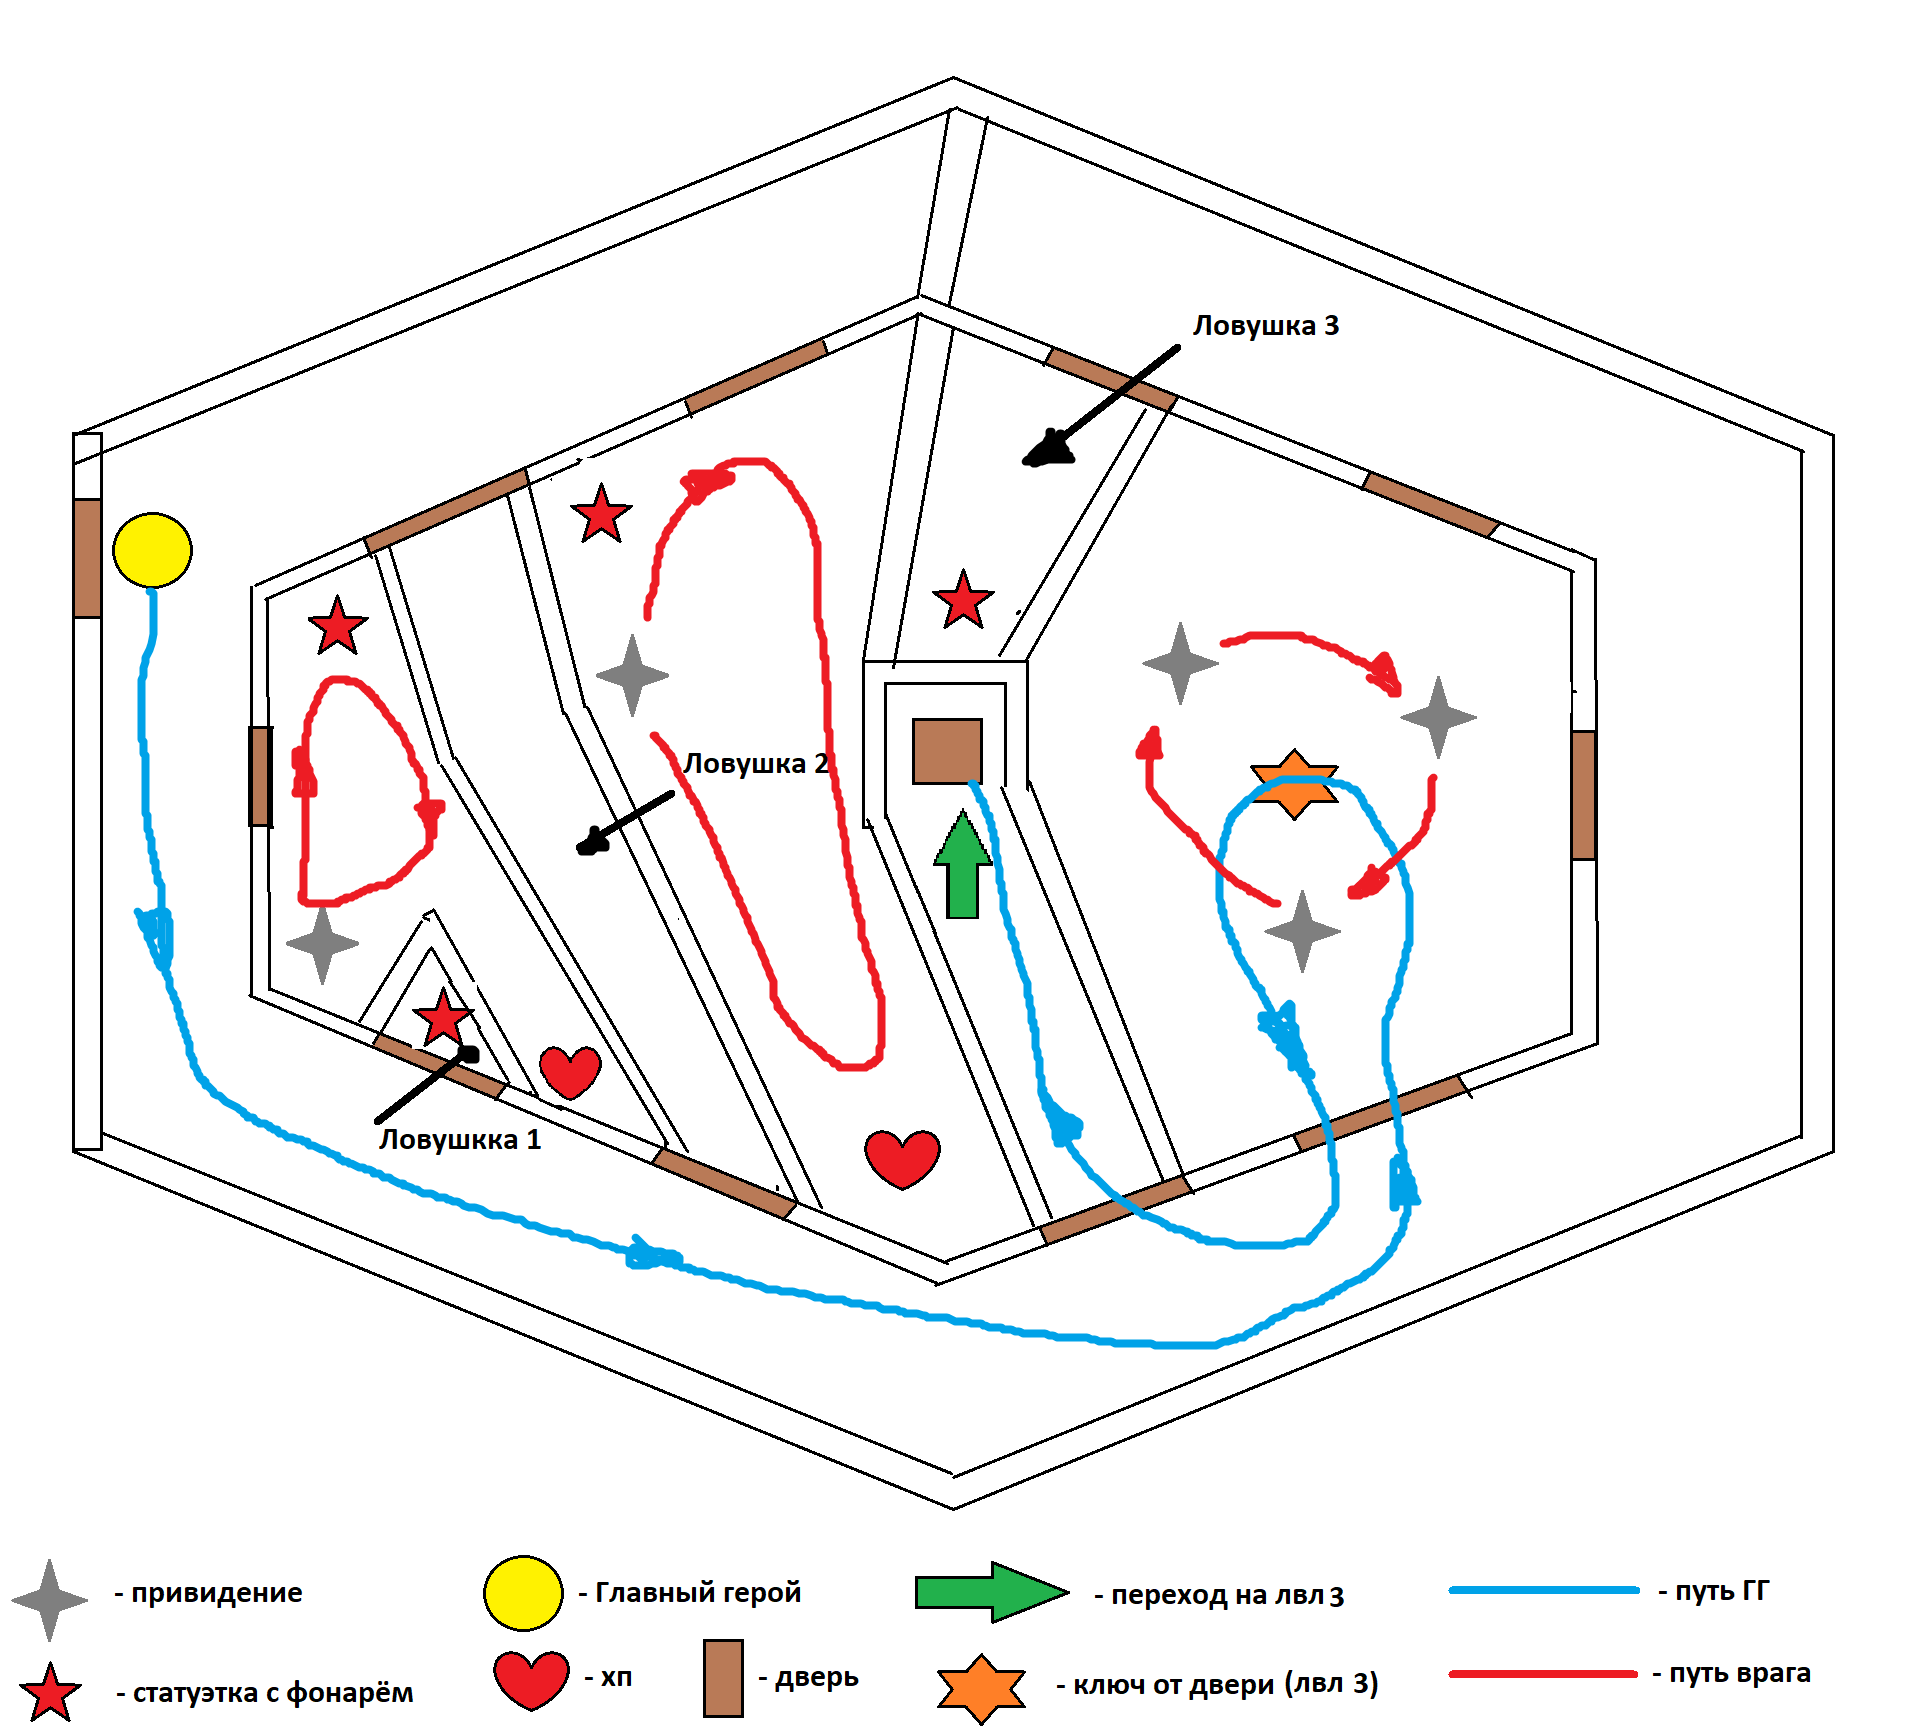 Ловушка 3
Ловушка 2
Ловушкка 1
- привидение
- Главный герой
- переход на лвл 3
- путь ГГ
- статуэтка с фонарём
- хп
- дверь
- ключ от двери (лвл 3)
- путь врага